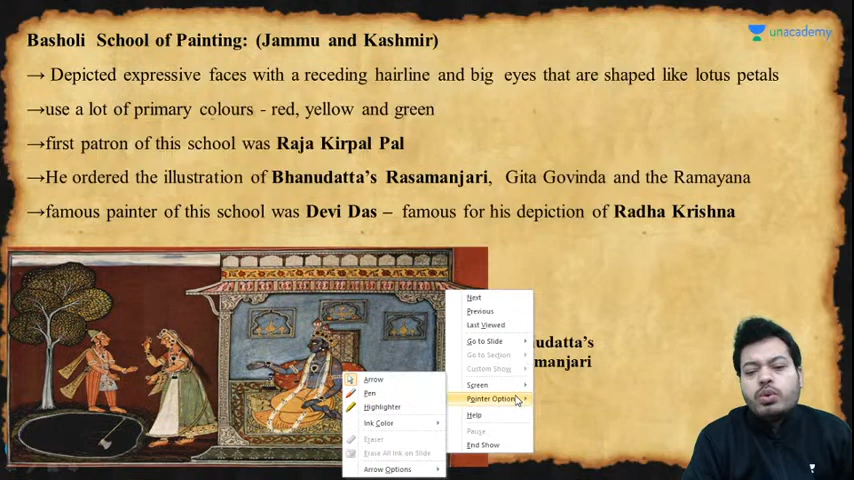 Basholi School of Painting: (Jammu and Kashmir)
unacademy
→ Depicted expressive faces with a receding hairline and big eyes that are shaped like lotus petals
→use a lot of primary colours - red, yellow and green
→first patron of this school was Raja Kirpal Pal
→He ordered the illustration of Bhanudatta's Rasamanjari, Gita Govinda and the Ramayana
→famous painter of this school was Devi Das – famous for his depiction of Radha Krishna
Next
Previous
Last Viewed
Go to Slide
Go to Section
Custom Show
Screen
Pointer Options
Help
Pause
End Show
Arrow
Pen
Highlighter
Ink Color
Eraser
Erase All Ink on Slide
Arrow Options
udatta's
manjari